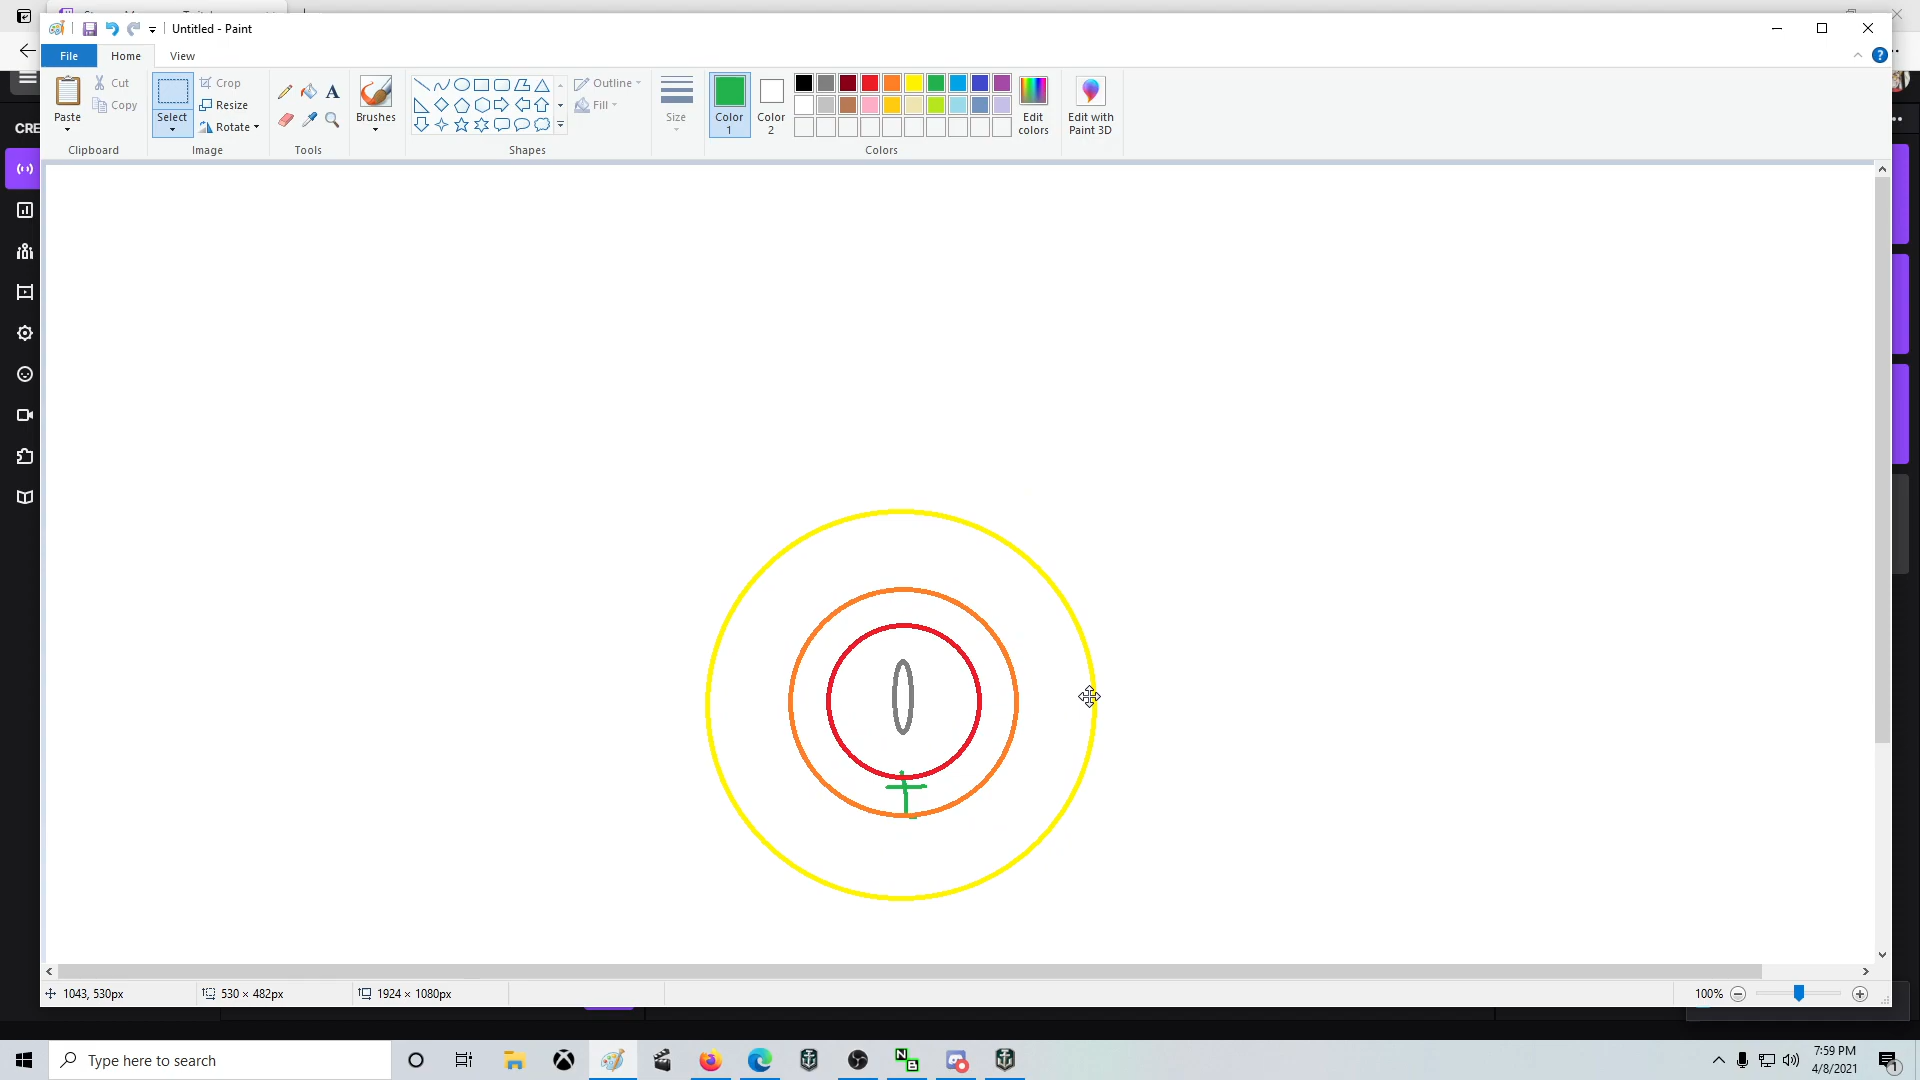 Untitled - Paint
File Home View
Paste
Cut
Copy
Clipboard
Select
Crop
Resize
Rotate
Image
Tools
Brushes
Shapes
Outline
Fill
Size
Color 1
Color 2
Edit colors
Colors
Edit with Paint 3D
CRE
1043, 530px
530 × 482px
1924 × 1080px
100%
Type here to search
7:59 PM
4/8/2021